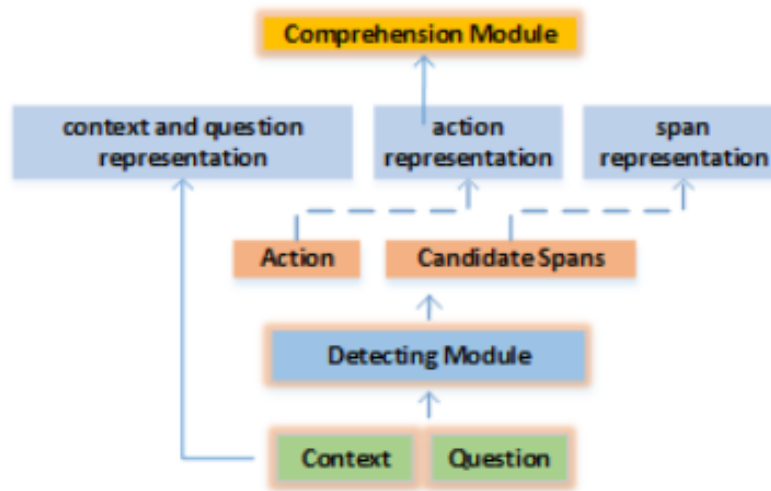 Comprehension Module
context and question
representation
action
representation
span
representation
Action
Candidate Spans
Detecting Module
Context
Question